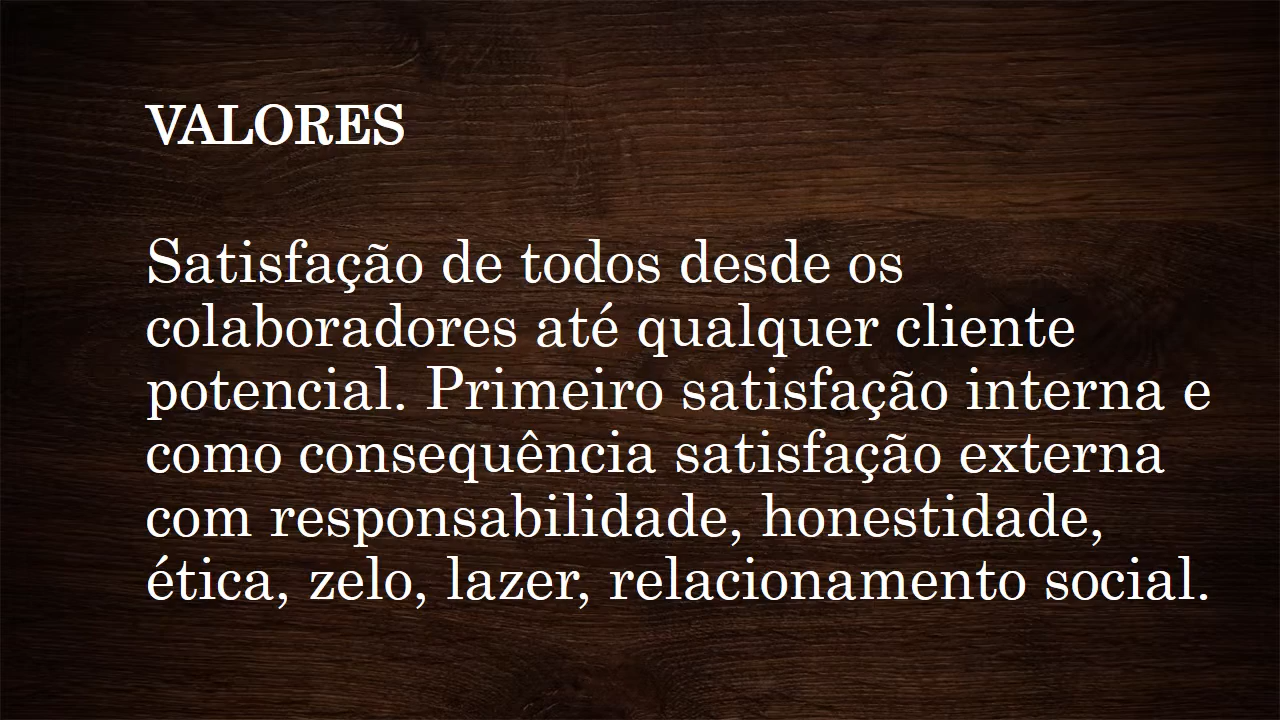 VALORES
Satisfação de todos desde os
colaboradores até qualquer cliente
potencial. Primeiro satisfação interna e
como consequência satisfação externa
com responsabilidade, honestidade,
ética, zelo, lazer, relacionamento social.